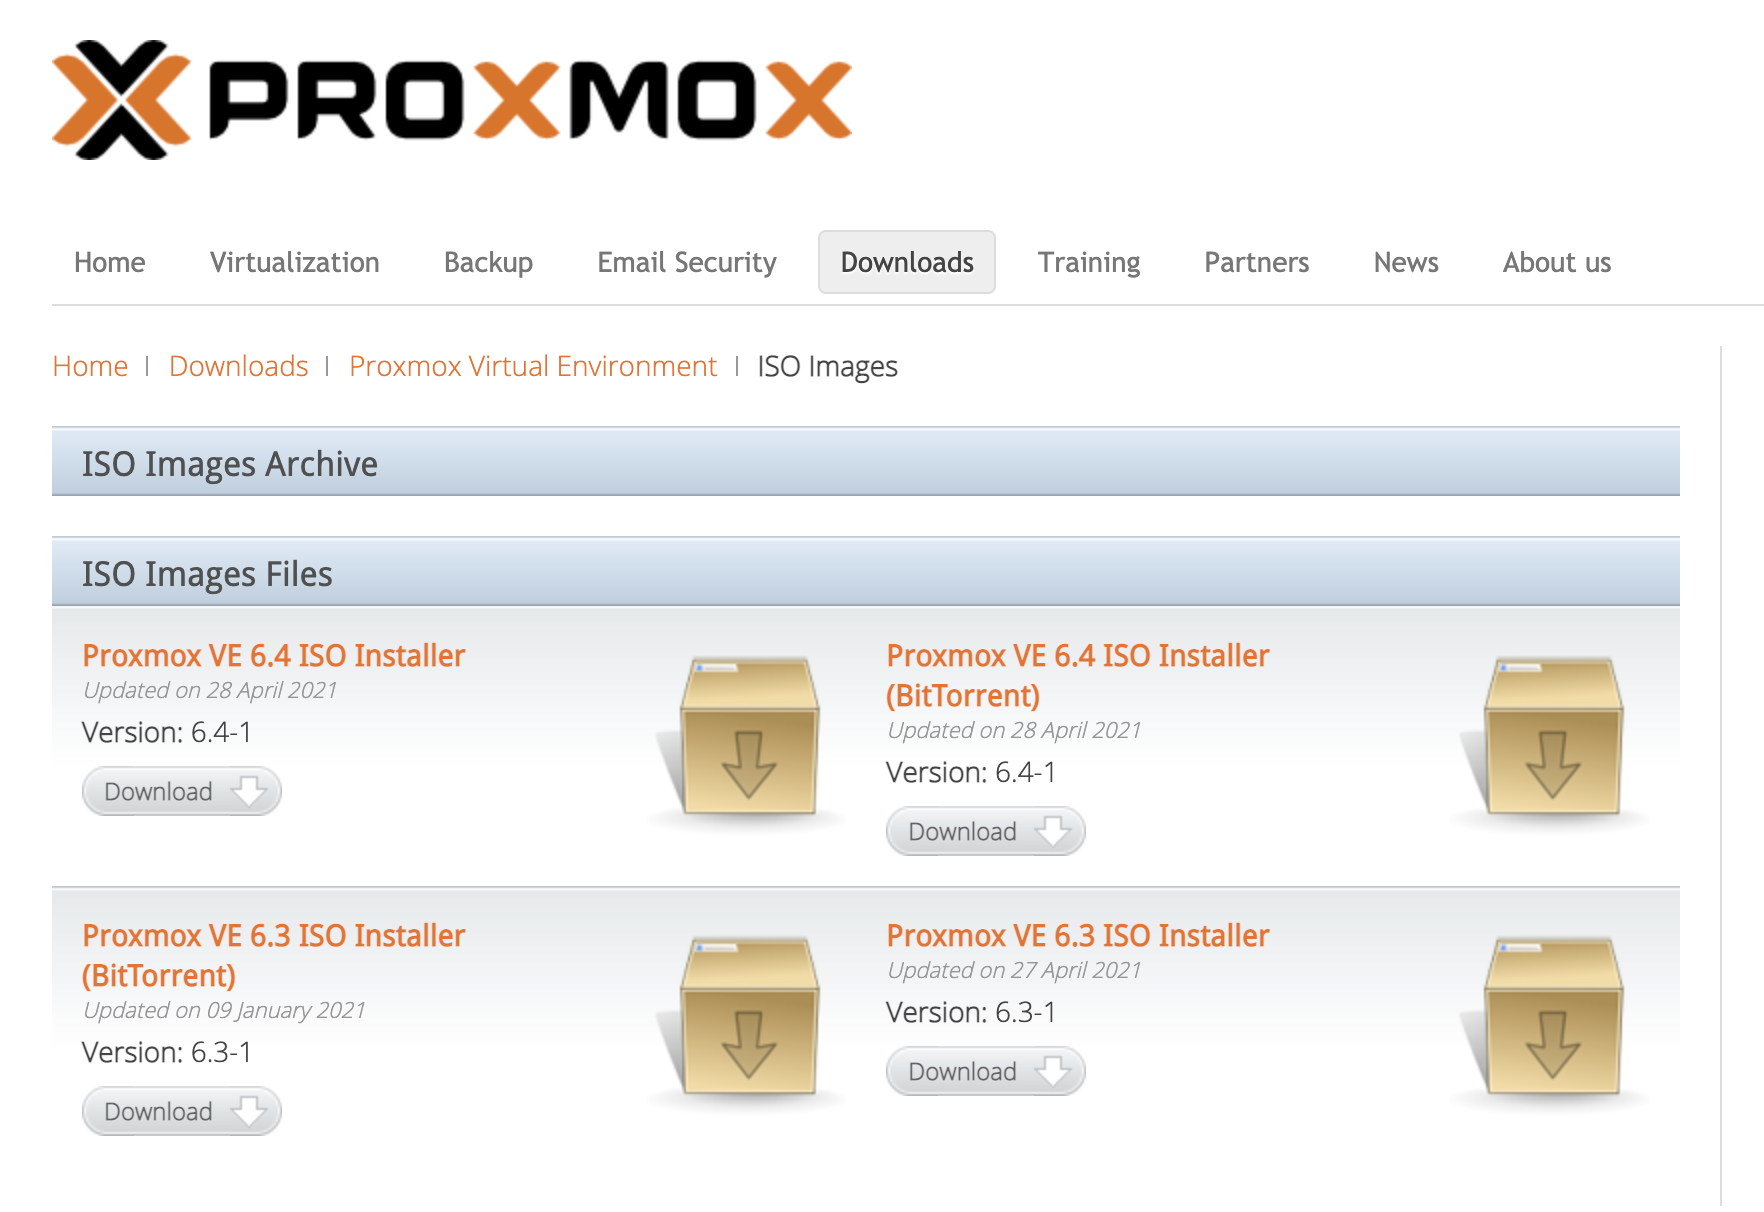 PROXMOX
Home Virtualization Backup Email Security Downloads Training Partners News About us
Home | Downloads | Proxmox Virtual Environment | ISO Images
ISO Images Archive
ISO Images Files
Proxmox VE 6.4 ISO Installer
Updated on 28 April 2021
Version: 6.4-1
Download
Proxmox VE 6.4 ISO Installer
(BitTorrent)
Updated on 28 April 2021
Version: 6.4-1
Download
Proxmox VE 6.3 ISO Installer
(BitTorrent)
Updated on 09 January 2021
Version: 6.3-1
Download
Proxmox VE 6.3 ISO Installer
Updated on 27 April 2021
Version: 6.3-1
Download